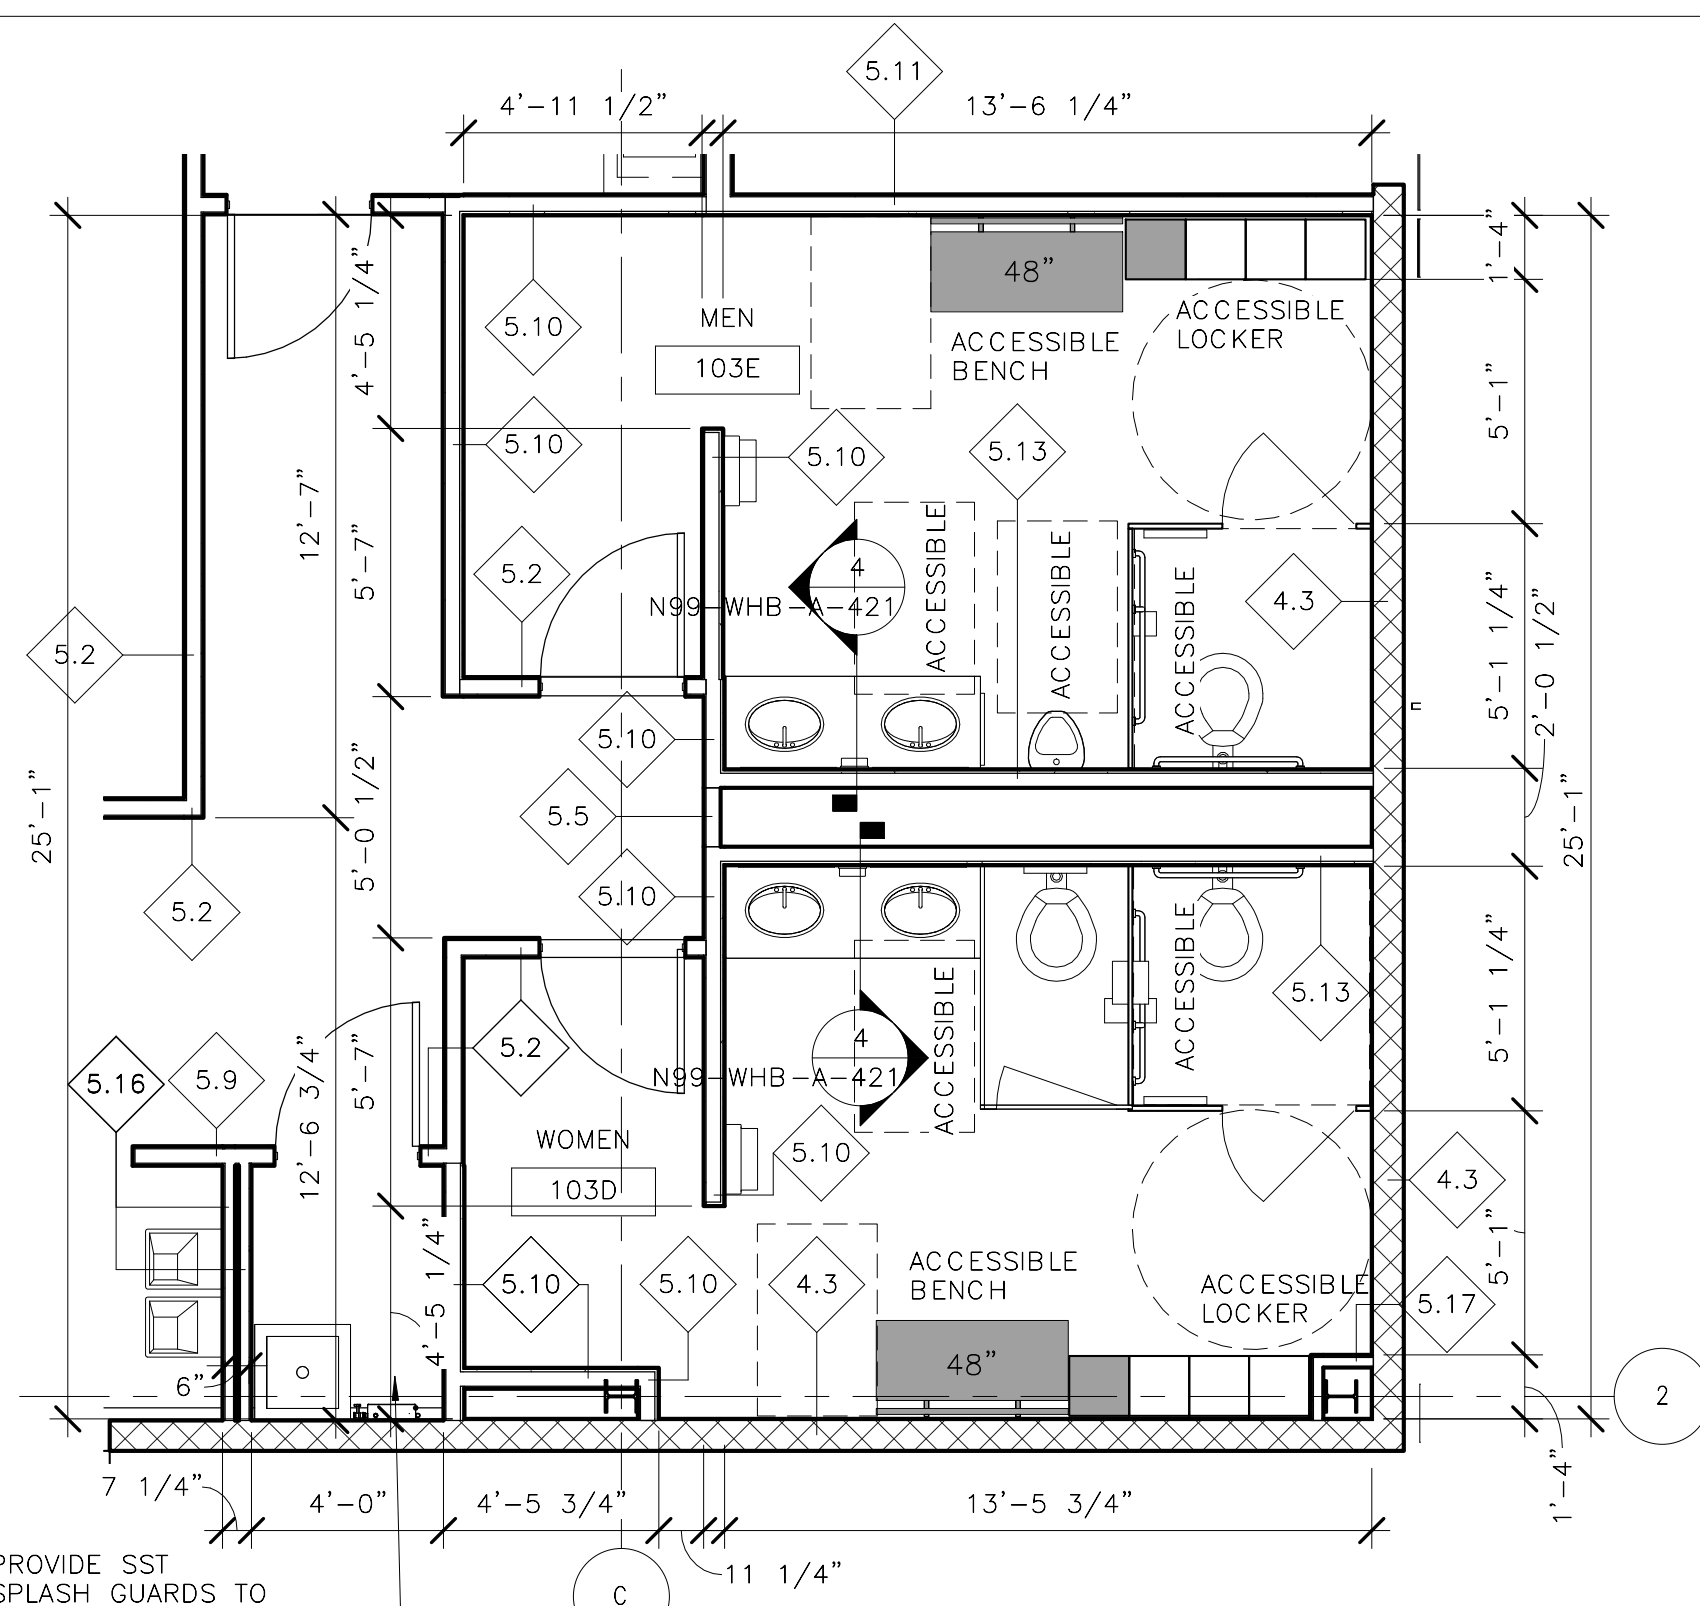 5.11
4'-11 1/2"
13'-6 1/4"
1'-4"
4'-5 1/4"
48"
5.10
MEN
103E
ACCESSIBLE
LOCKER
ACCESSIBLE
BENCH
5'-1"
5.10
5.10
5.13
12'-7"
5'-7"
5.2
4
N99-WHB-A-421
ACCESSIBLE
ACCESSIBLE
ACCESSIBLE
4.3
5'-1 1/4"
2'-0 1/2"
5.2
5.10
5'-0 1/2"
5.5
25'-1"
25'-1"
5.10
5.2
5.13
5'-1 1/4"
ACCESSIBLE
ACCESSIBLE
5.2
4
N99-WHB-A-421
5.16
5.9
12'-6 3/4"
5'-7"
WOMEN
103D
5.10
4.3
5'-1"
4'-5 1/4"
5.10
5.10
4.3
ACCESSIBLE
BENCH
ACCESSIBLE
LOCKER
5.17
48"
6"
2
7 1/4"
4'-0"
4'-5 3/4"
13'-5 3/4"
1'-4"
11 1/4"
C
PROVIDE SST
SPLASH GUARDS TO